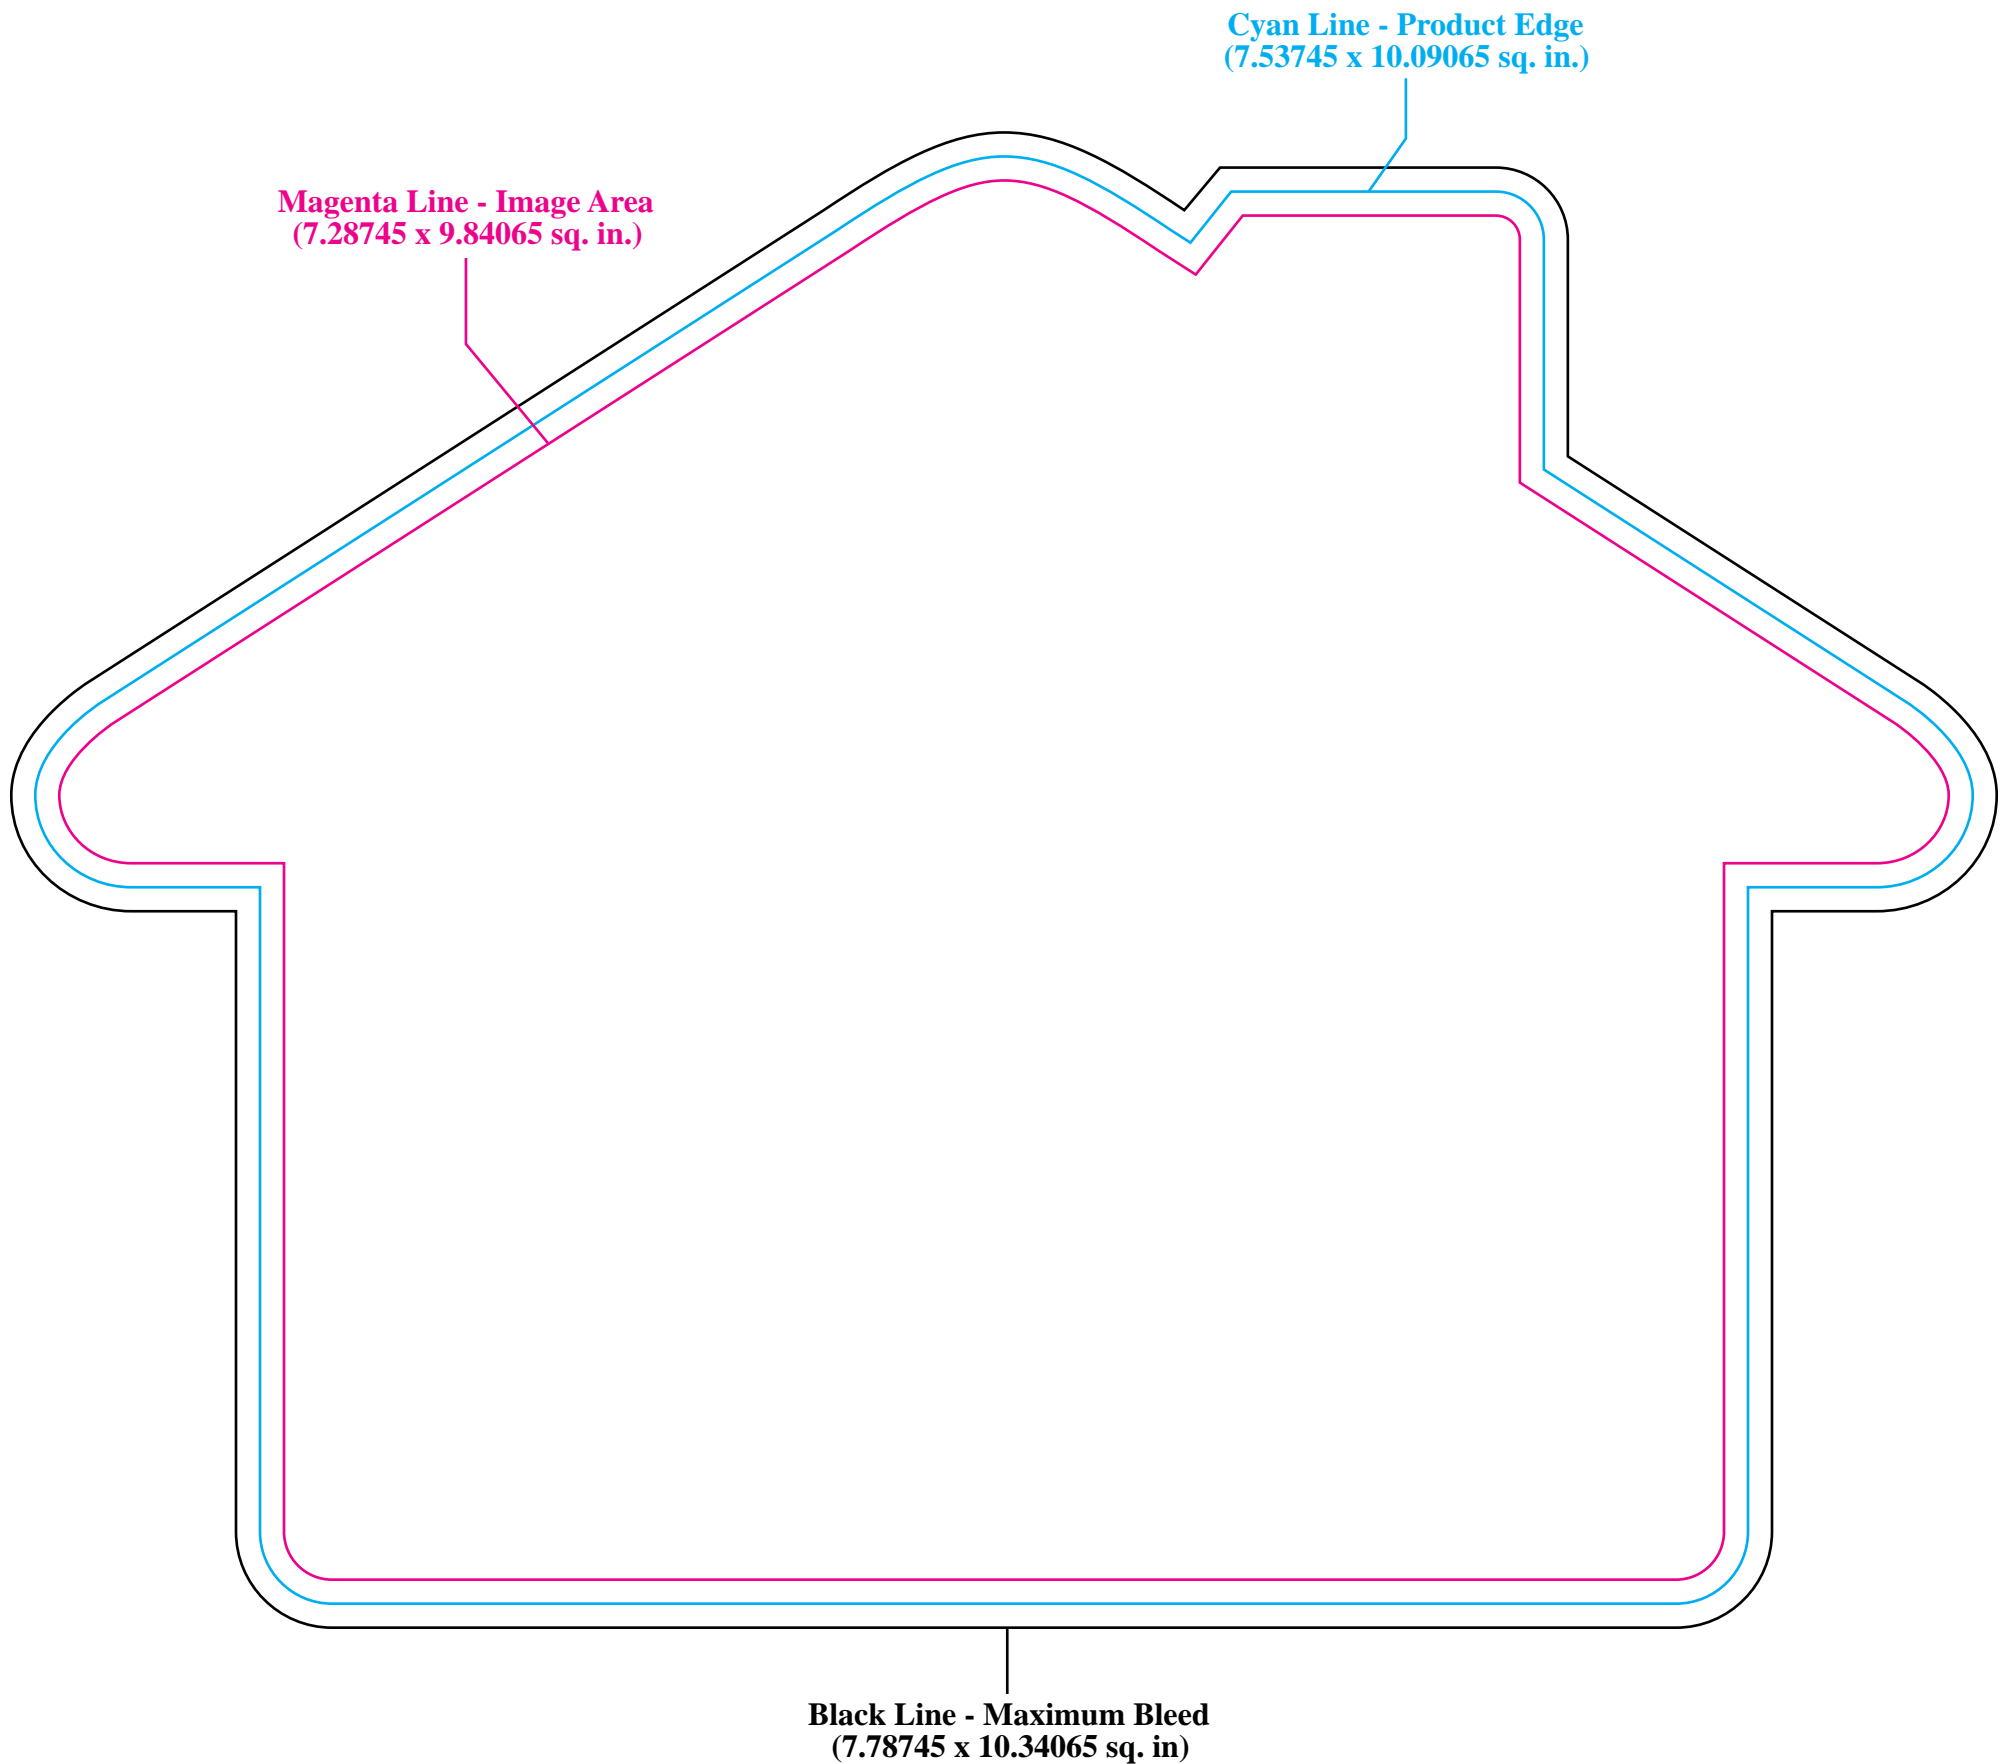 Cyan Line - Product Edge
(7.53745 x 10.09065 sq. in.)
Magenta Line - Image Area
(7.28745 x 9.84065 sq. in.)
Black Line - Maximum Bleed
(7.78745 x 10.34065 sq. in)